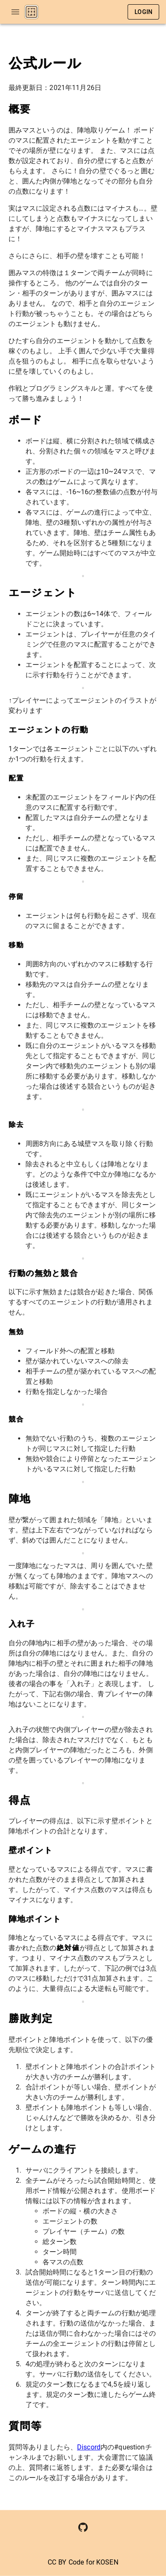 LOGIN
公式ルール
最終更新日：2021年11月26日
概要
囲みマスというのは、陣地取りゲーム！ ボード
のマスに配置されたエージェントを動かすこと
でその場所が壁になります。 また、マスには点
数が設定されており、自分の壁にすると点数が
もらえます。 さらに！自分の壁でぐるっと囲む
と、囲んだ内側が陣地となってその部分も自分
の点数になります！
実はマスに設定される点数にはマイナスも…。壁
にしてしまうと点数もマイナスになってしまいま
すが、陣地にするとマイナスマスもプラス
に！
さらにさらに、相手の壁を壊すことも可能！
囲みマスの特徴は１ターンで両チームが同時に
操作するところ。 他のゲームでは自分のター
ン・相手のターンがありますが、囲みマスには
ありません。 なので、相手と自分のエージェン
ト行動が被っちゃうことも。その場合はどちら
のエージェントも動けません。
ひたすら自分のエージェントを動かして点数を
稼ぐのもよし。 上手く囲んで少ない手で大量得
点を狙うのもよし。 相手に点を取らせないよう
に壁を壊していくのもよし。
作戦とプログラミングスキルと運。すべてを使
って勝ち進みましょう！
ボード
• ボードは縦、横に分割された領域で構成さ
れ、分割された個々の領域をマスと呼びま
す。
• 正方形のボードの一辺は10~24マスで、マ
スの数はゲームによって異なります。
• 各マスには、-16~16の整数値の点数が付与
されています。
• 各マスには、ゲームの進行によって中立、
陣地、壁の3種類いずれかの属性が付与さ
れていきます。陣地、壁はチーム属性もあ
るため、それを区別すると5種類になりま
す。ゲーム開始時にはすべてのマスが中立
です。
エージェント
• エージェントの数は6~14体で、フィール
ドごとに決まっています。
• エージェントは、プレイヤーが任意のタイ
ミングで任意のマスに配置することができ
ます。
• エージェントを配置することによって、次
に示す行動を行うことができます。
↑プレイヤーによってエージェントのイラストが
変わります
エージェントの行動
1ターンでは各エージェントごとに以下のいずれ
か1つの行動を行えます。
配置
• 未配置のエージェントをフィールド内の任
意のマスに配置する行動です。
• 配置したマスは自分チームの壁となりま
す。
• ただし、相手チームの壁となっているマス
には配置できません。
• また、同じマスに複数のエージェントを配
置することもできません。
停留
• エージェントは何も行動を起こさず、現在
のマスに留まることができます。
移動
• 周囲8方向のいずれかのマスに移動する行
動です。
• 移動先のマスは自分チームの壁となりま
す。
• ただし、相手チームの壁となっているマス
には移動できません。
• また、同じマスに複数のエージェントを移
動することもできません。
• 既に自分のエージェントがいるマスを移動
先として指定することもできますが、同じ
ターン内で移動先のエージェントも別の場
所に移動する必要があります。移動しなか
った場合は後述する競合というものが起き
ます。
除去
• 周囲8方向にある城壁マスを取り除く行動
です。
• 除去されると中立もしくは陣地となりま
す。どのような条件で中立か陣地になるか
は後述します。
• 既にエージェントがいるマスを除去先とし
て指定することもできますが、同じターン
内で除去先のエージェントが別の場所に移
動する必要があります。移動しなかった場
合には後述する競合というものが起きま
す。
行動の無効と競合
以下に示す無効または競合が起きた場合、関係
するすべてのエージェントの行動が適用されま
せん。
無効
• フィールド外への配置と移動
• 壁が築かれていないマスへの除去
• 相手チームの壁が築かれているマスへの配
置と移動
• 行動を指定しなかった場合
競合
• 無効でない行動のうち、複数のエージェン
トが同じマスに対して指定した行動
• 無効や競合により停留となったエージェン
トがいるマスに対して指定した行動
陣地
壁が繋がって囲まれた領域を「陣地」といいま
す。壁は上下左右でつながっていなければなら
ず、斜めでは囲んだことになりません。
一度陣地になったマスは、周りを囲んでいた壁
が無くなっても陣地のままです。陣地マスへの
移動は可能ですが、除去することはできませ
ん。
入れ子
自分の陣地内に相手の壁があった場合、その場
所は自分の陣地にはなりません。また、自分の
陣地内に相手の壁とそれに囲まれた相手の陣地
があった場合は、自分の陣地にはなりません。
後者の場合の事を「入れ子」と表現します。 し
たがって、下記右側の場合、青プレイヤーの陣
地はないことになります。
入れ子の状態で内側プレイヤーの壁が除去され
た場合は、除去されたマスだけでなく、もとも
と内側プレイヤーの陣地だったところも、外側
の壁を囲っているプレイヤーの陣地になりま
す。
得点
プレイヤーの得点は、以下に示す壁ポイントと
陣地ポイントの合計となります。
壁ポイント
壁となっているマスによる得点です。マスに書
かれた点数がそのまま得点として加算されま
す。したがって、マイナス点数のマスは得点も
マイナスになります。
陣地ポイント
陣地となっているマスによる得点です。マスに
書かれた点数の絶対値が得点として加算されま
す。つまり、マイナス点数のマスもプラスとし
て加算されます。したがって、下記の例では3点
のマスに移動しただけで31点加算されます。こ
のように、大量得点による大逆転も可能です。
勝敗判定
壁ポイントと陣地ポイントを使って、以下の優
先順位で決定します。
1. 壁ポイントと陣地ポイントの合計ポイント
が大きい方のチームが勝利します。
2. 合計ポイントが等しい場合、壁ポイントが
大きい方のチームが勝利します。
3. 壁ポイントも陣地ポイントも等しい場合、
じゃんけんなどで勝敗を決めるか、引き分
けとします。
ゲームの進行
1. サーバにクライアントを接続します。
2. 全チームがそろったら試合開始時間と、使
用ボード情報が公開されます。使用ボード
情報には以下の情報が含まれます。
◦ ボードの縦・横の大きさ
◦ エージェントの数
◦ プレイヤー（チーム）の数
◦ 総ターン数
◦ ターン時間
◦ 各マスの点数
3. 試合開始時間になると1ターン目の行動の
送信が可能になります。ターン時間内にエ
ージェントの行動をサーバに送信してくださ
い。
4. ターンが終了すると両チームの行動が処理
されます。行動の送信がなかった場合、ま
たは送信が間に合わなかった場合にはその
チームの全エージェントの行動は停留とし
て扱われます。
5. 4の処理が終わると次のターンになりま
す。サーバに行動の送信をしてください。
6. 規定のターン数になるまで4,5を繰り返し
ます。規定のターン数に達したらゲーム終
了です。
質問等
質問等ありましたら、Discord内の#questionチ
ャンネルまでお願いします。大会運営にて協議
の上、質問者に返答します。また必要な場合は
このルールを改訂する場合があります。
CC BY Code for KOSEN